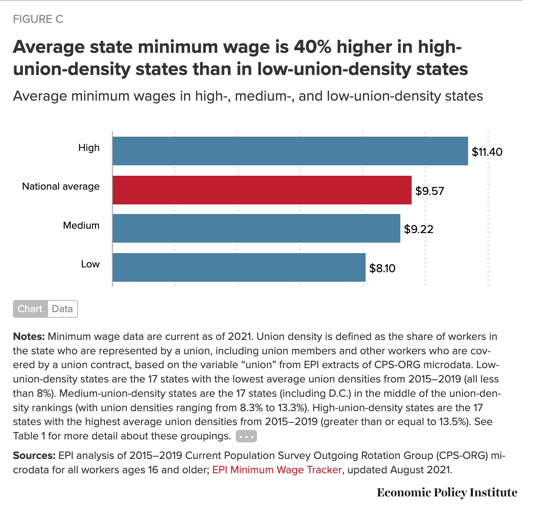 FIGURE C
Average state minimum wage is 40% higher in high-
union-density states than in low-union-density states
Average minimum wages in high-, medium-, and low-union-density states
High
$11.40
National average
$9.57
Medium
$9.22
Low
$8.10
Chart Data
Notes: Minimum wage data are current as of 2021. Union density is defined as the share of workers in
the state who are represented by a union, including union members and other workers who are cov-
ered by a union contract, based on the variable “union” from EPI extracts of CPS-ORG microdata. Low-
union-density states are the 17 states with the lowest average union densities from 2015–2019 (all less
than 8%). Medium-union-density states are the 17 states (including D.C.) in the middle of the union-den-
sity rankings (with union densities ranging from 8.3% to 13.3%). High-union-density states are the 17
states with the highest average union densities from 2015–2019 (greater than or equal to 13.5%). See
Table 1 for more detail about these groupings.
Sources: EPI analysis of 2015–2019 Current Population Survey Outgoing Rotation Group (CPS-ORG) mi-
crodata for all workers ages 16 and older; EPI Minimum Wage Tracker, updated August 2021.
Economic Policy Institute